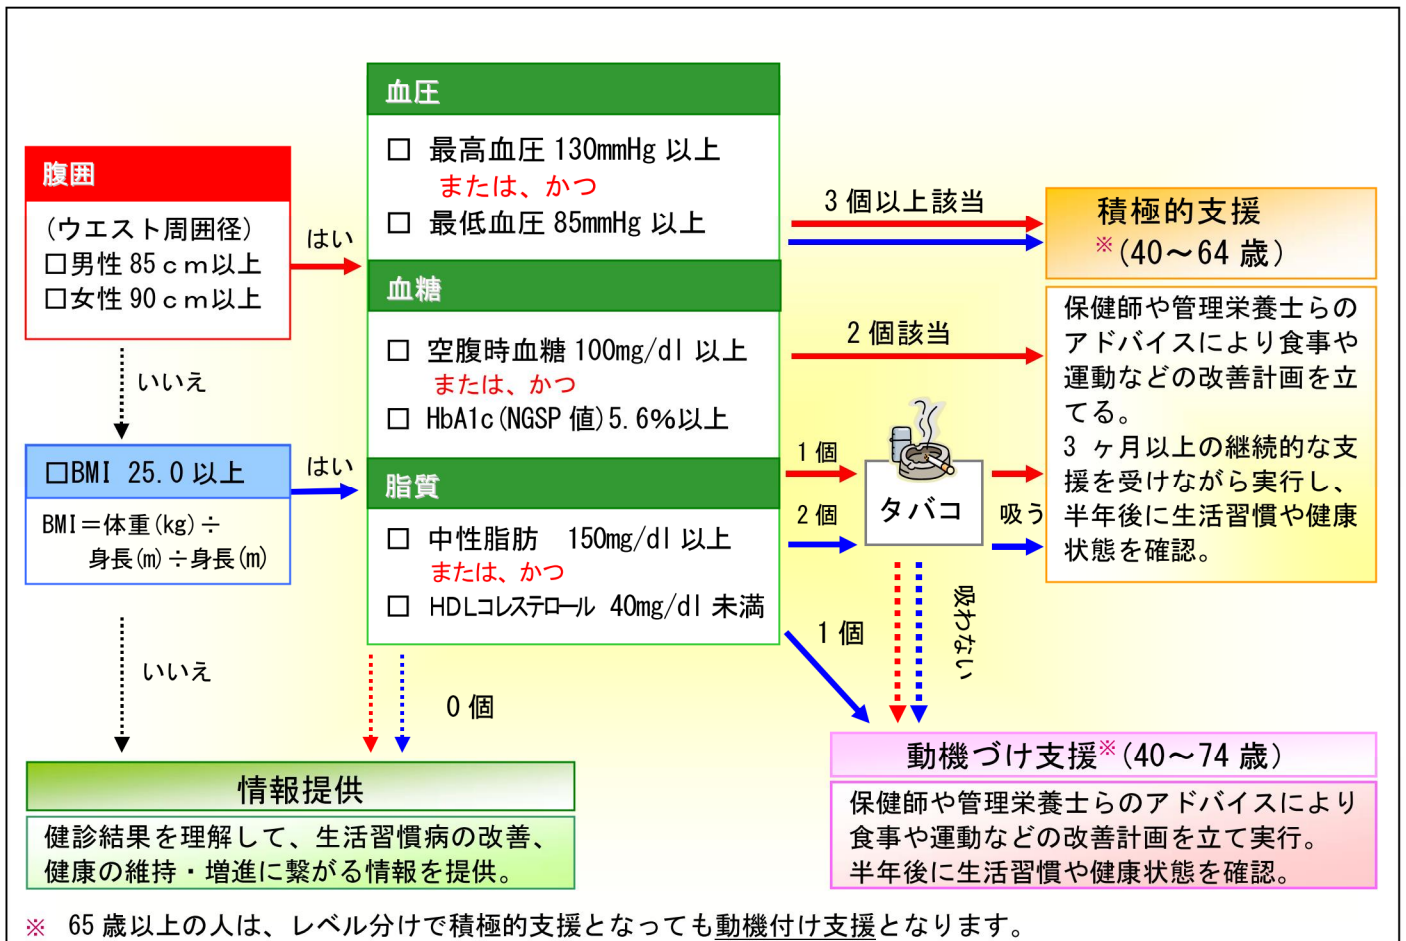 腹囲
(ウエスト周囲径)
□男性 85ｃｍ以上
□女性 90ｃｍ以上
はい
いいえ
□BMI 25.0 以上
BMI＝体重(kg)÷
身長(m)÷身長(m)
はい
いいえ
血圧
□ 最高血圧 130mmHg 以上
または、かつ
□ 最低血圧 85mmHg 以上
血糖
□ 空腹時血糖 100mg/dl 以上
または、かつ
□ HbA1c(NGSP 値)5.6%以上
脂質
□ 中性脂肪 150mg/dl 以上
または、かつ
□ HDLコレステロール 40mg/dl 未満
0 個
3 個以上該当
2 個該当
1 個
2 個
タバコ
吸う
吸わない
1 個
積極的支援
※(40～64 歳)
保健師や管理栄養士らの
アドバイスにより食事や
運動などの改善計画を立
てる。
3 ヶ月以上の継続的な支
援を受けながら実行し、
半年後に生活習慣や健康
状態を確認。
情報提供
健診結果を理解して、生活習慣病の改善、
健康の維持・増進に繋がる情報を提供。
動機づけ支援※(40～74 歳)
保健師や管理栄養士らのアドバイスにより
食事や運動などの改善計画を立て実行。
半年後に生活習慣や健康状態を確認。
※ 65 歳以上の人は、レベル分けで積極的支援となっても動機付け支援となります。